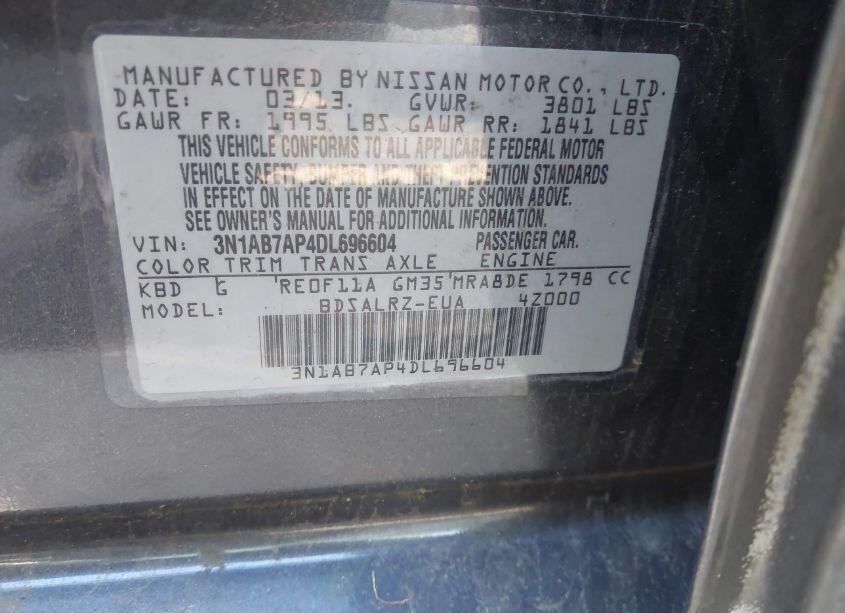 MANUFACTURED BY NISSAN MOTOR CO., LTD.
DATE: 03/13. GVWR: 3801 LBS
GAWR FR: 1995 LBS GAWR RR: 1841 LBS
THIS VEHICLE CONFORMS TO ALL APPLICABLE FEDERAL MOTOR
VEHICLE SAFETY, BUMPER AND THEFT PREVENTION STANDARDS
IN EFFECT ON THE DATE OF MANUFACTURE SHOWN ABOVE.
SEE OWNER'S MANUAL FOR ADDITIONAL INFORMATION.
VIN: 3N1AB7AP4DL696604 PASSENGER CAR.
COLOR TRIM TRANS AXLE ENGINE
KBD G RE0F11A GM35 MRA8DE 1798 CC
MODEL: BDSALRZ-EUA 4Z000
3N1AB7AP4DL696604